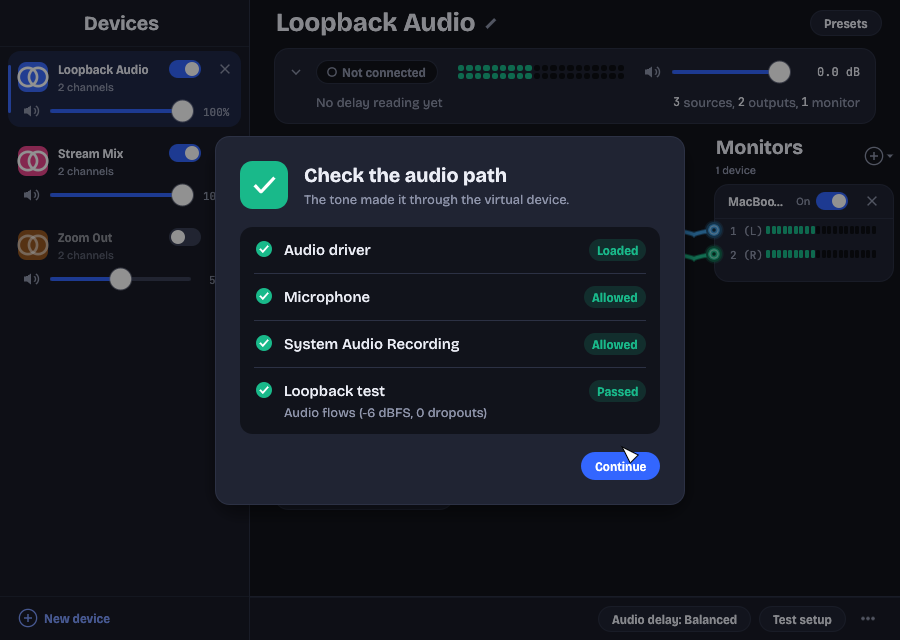 Devices
Loopback Audio
2 channels
100%
Stream Mix
2 channels
Zoom Out
2 channels
New device
Loopback Audio
Presets
Not connected
0.0 dB
No delay reading yet
3 sources, 2 outputs, 1 monitor
Monitors
1 device
MacBoo... On
1 (L)
2 (R)
Check the audio path
The tone made it through the virtual device.
Audio driver Loaded
Microphone Allowed
System Audio Recording Allowed
Loopback test Passed
Audio flows (-6 dBFS, 0 dropouts)
Continue
Audio delay: Balanced
Test setup